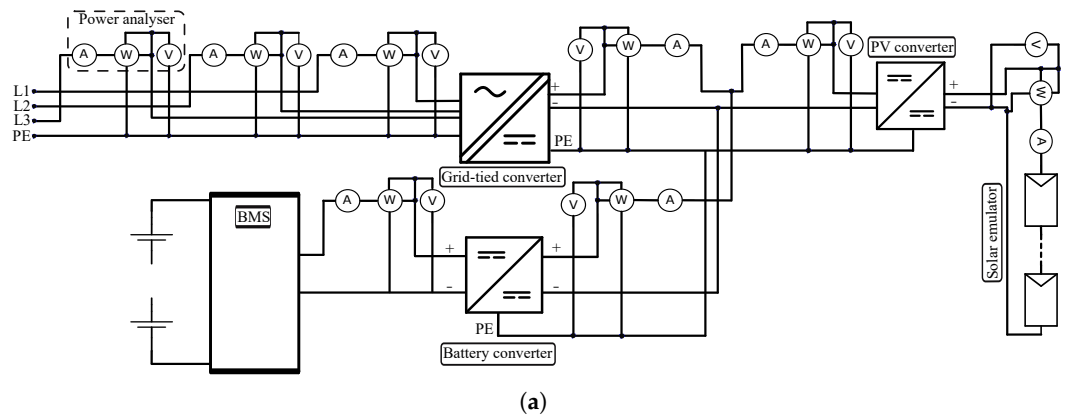 Power analyser
A W V A W V A W V
V W A A W V
PV converter
V
L1
L2
L3
PE
+
-
PE
+
-
W
A
Grid-tied converter
BMS
A W V
V W A
Solar emulator
+
-
+
-
PE
Battery converter
(a)